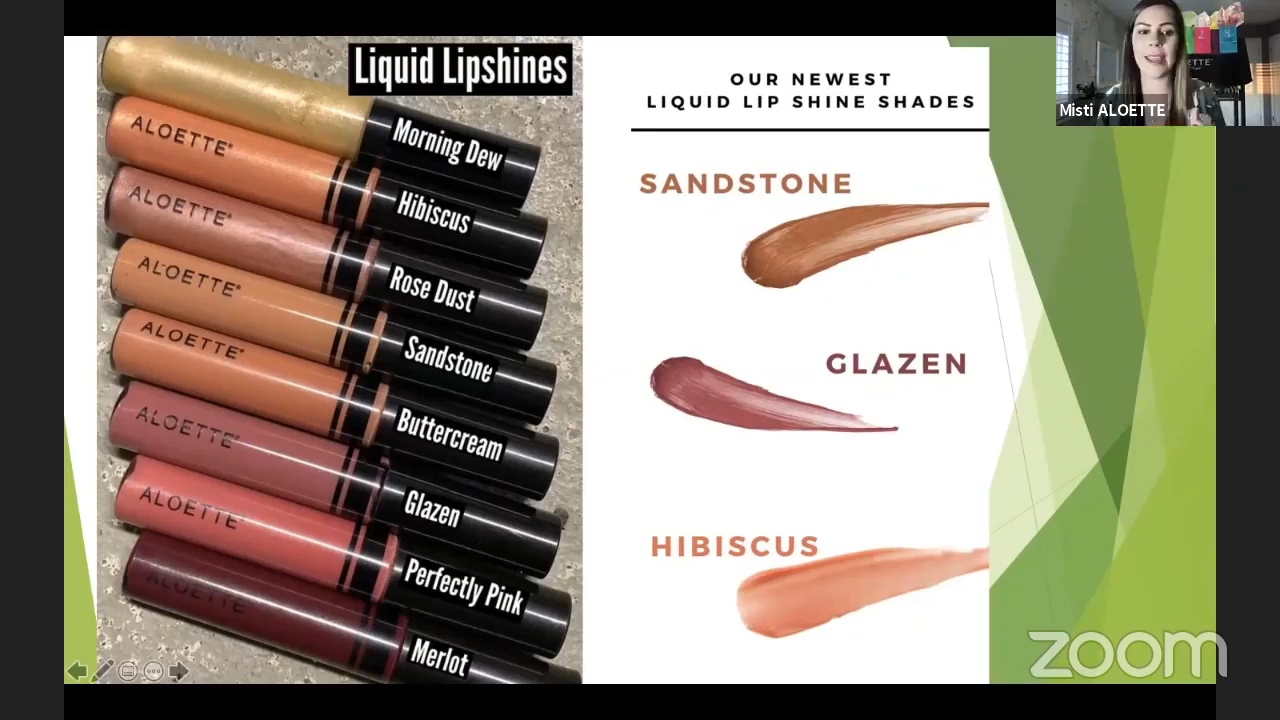 Liquid Lipshines
Morning Dew
ALOETTE®
Hibiscus
ALOETTE®
Rose Dust
ALOETTE®
Sandstone
ALOETTE®
Buttercream
ALOETTE®
Glazen
ALOETTE®
Perfectly Pink
ALOETTE
Merlot
OUR NEWEST
LIQUID LIP SHINE SHADES
SANDSTONE
GLAZEN
HIBISCUS
Misti ALOETTE
zoom